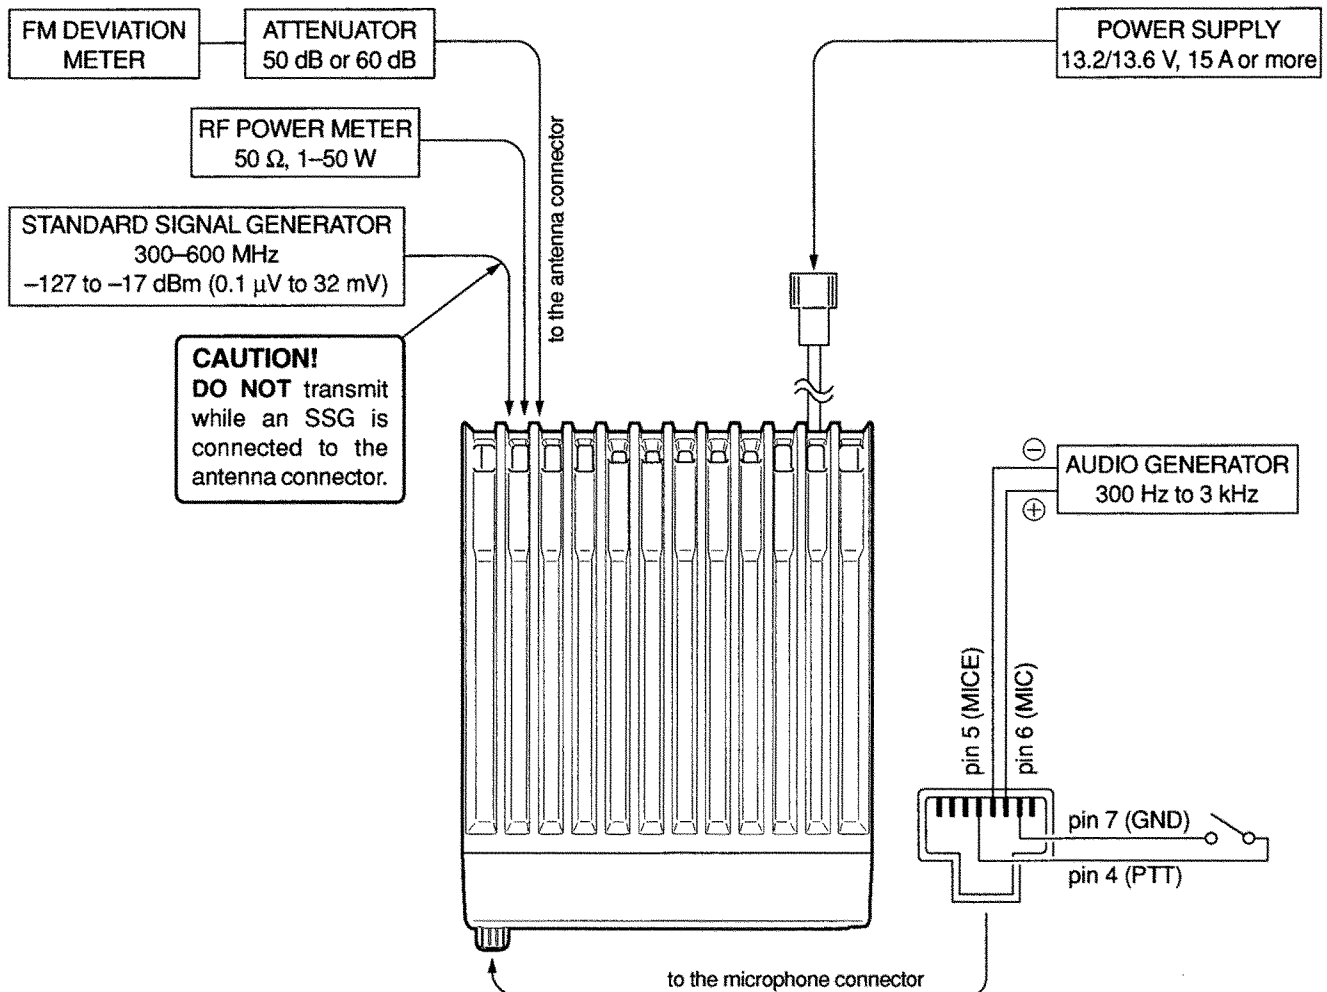 FM DEVIATION
METER
ATTENUATOR
50 dB or 60 dB
POWER SUPPLY
13.2/13.6 V, 15 A or more
RF POWER METER
50 Ω, 1–50 W
to the antenna connector
STANDARD SIGNAL GENERATOR
300–600 MHz
–127 to –17 dBm (0.1 µV to 32 mV)
CAUTION!
DO NOT transmit
while an SSG is
connected to the
antenna connector.
⊖
AUDIO GENERATOR
300 Hz to 3 kHz
⊕
pin 5 (MICE)
pin 6 (MIC)
pin 7 (GND)
pin 4 (PTT)
to the microphone connector